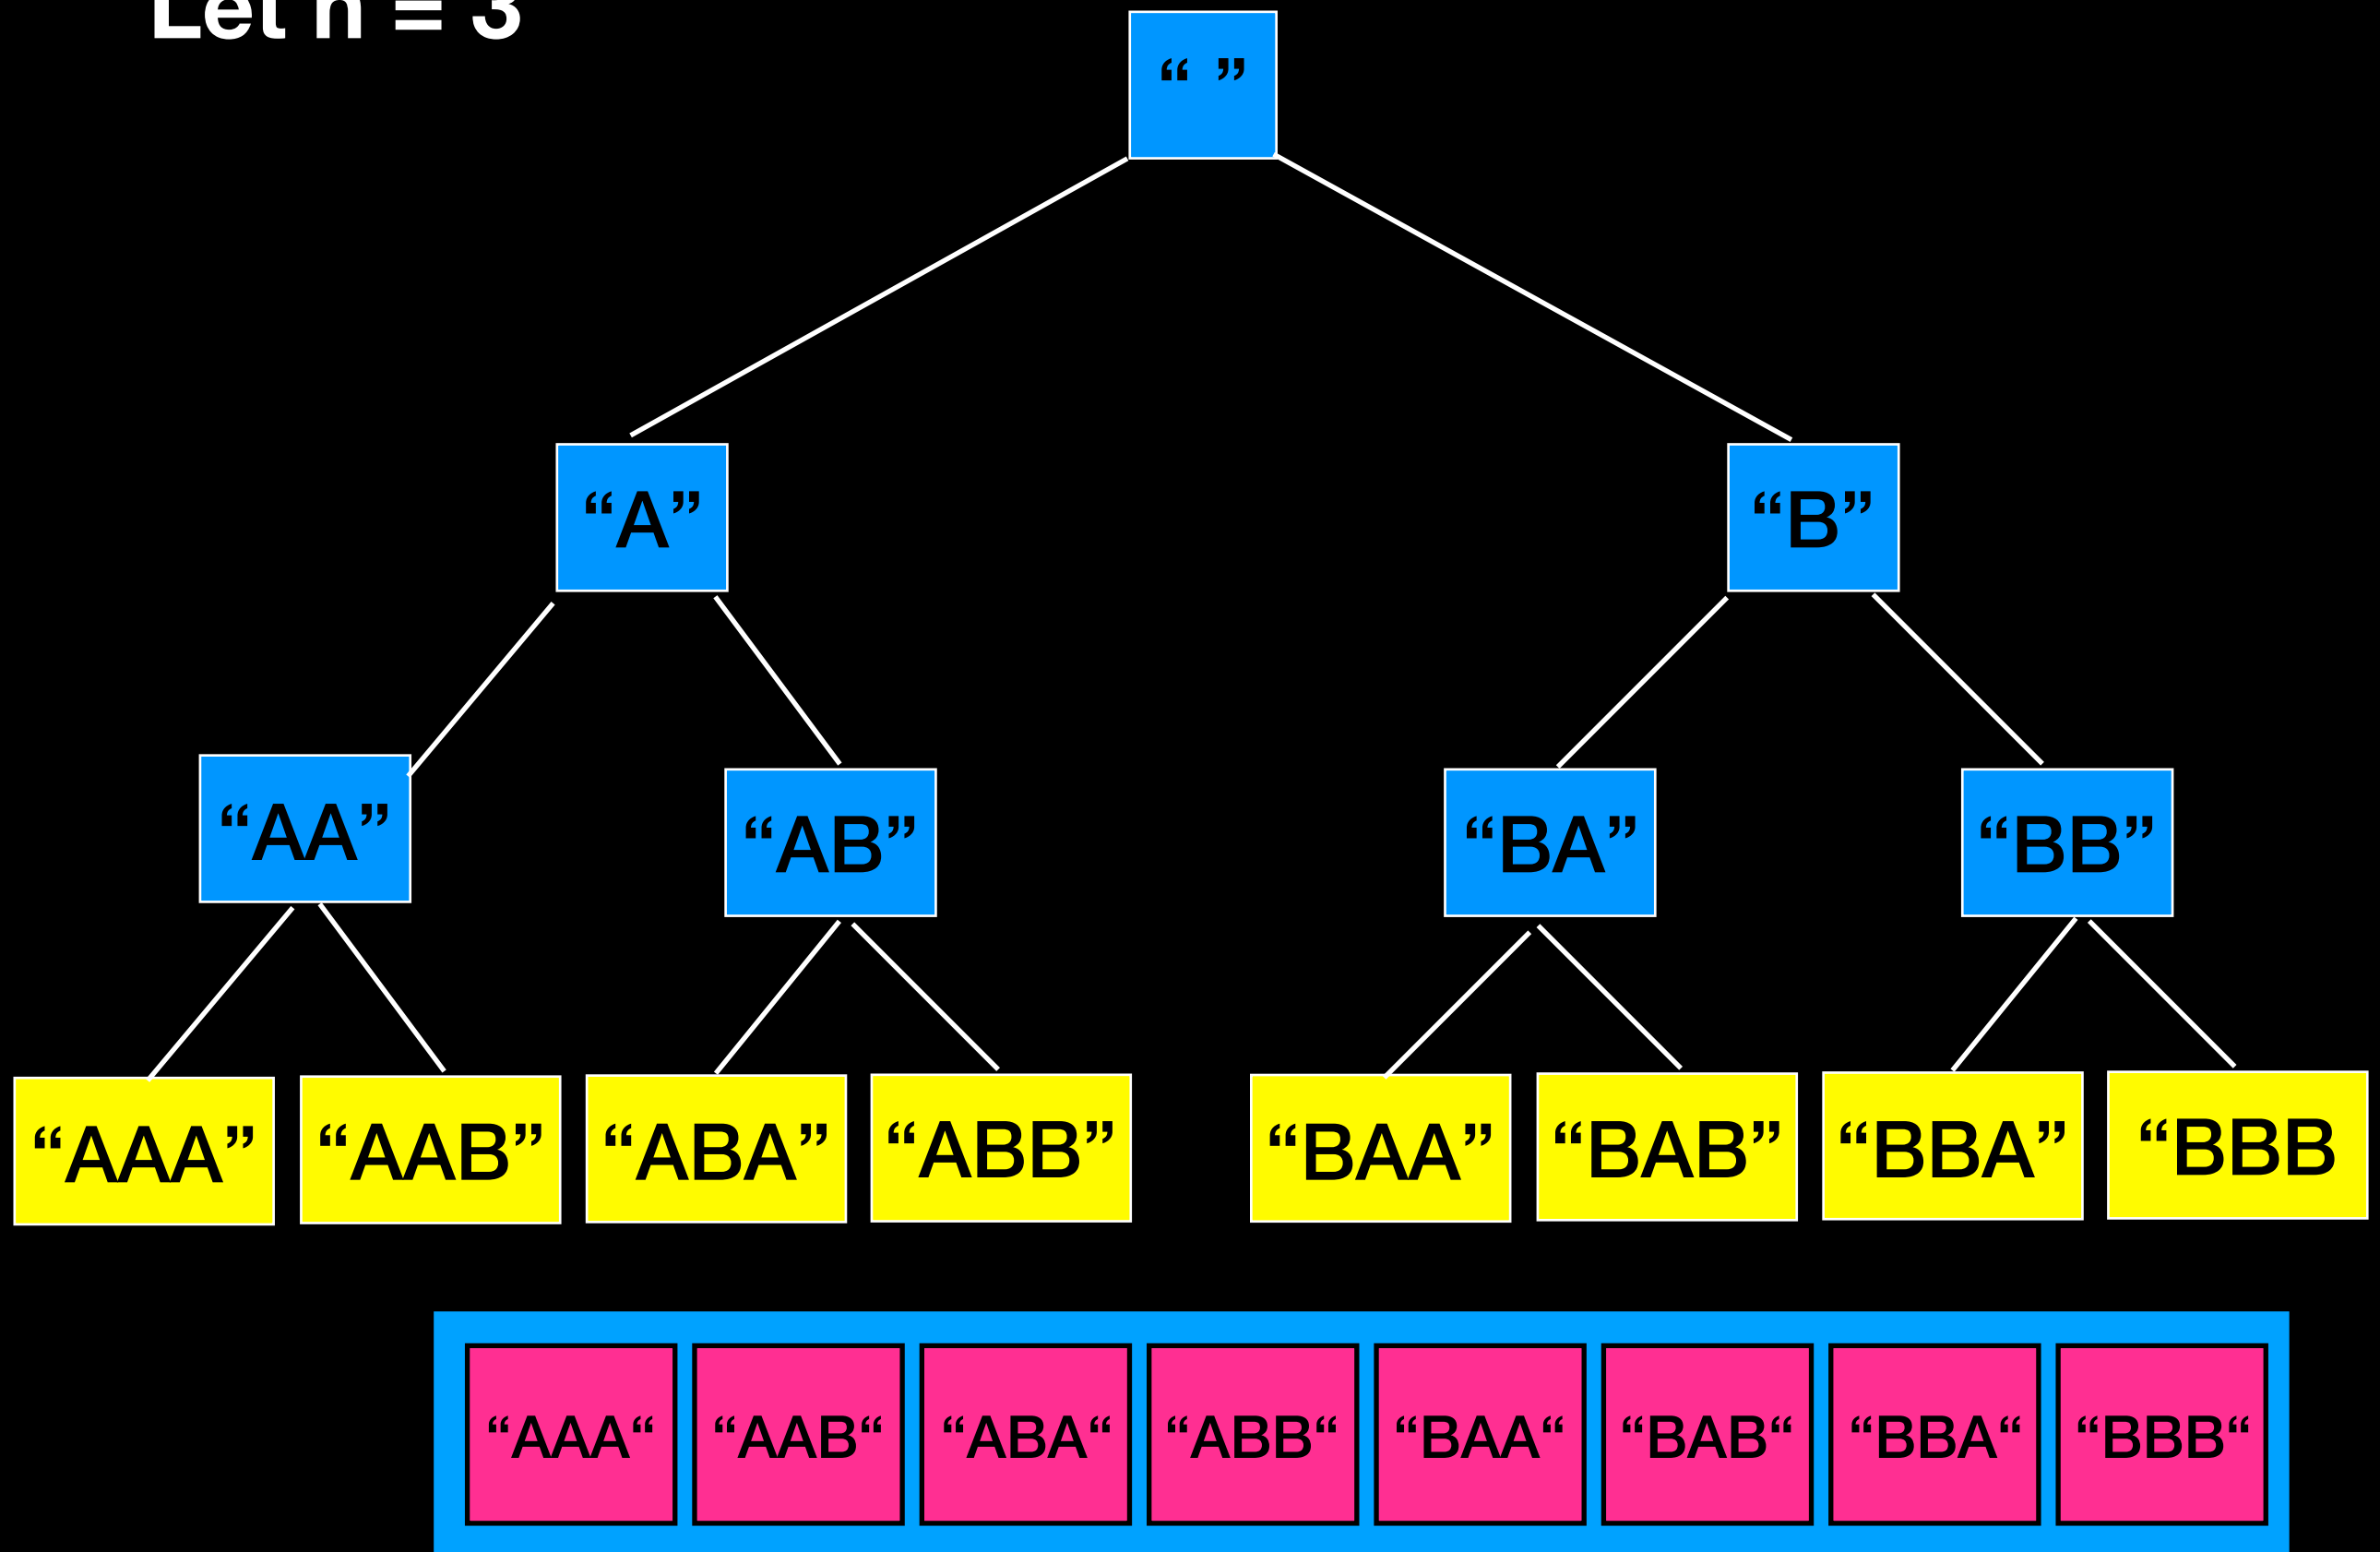 Let n = 3
“ ”
“A” “B”
“AA” “AB” “BA” “BB”
“AAA” “AAB” “ABA” “ABB” “BAA” “BAB” “BBA” “BBB
“AAA“ “AAB“ “ABA“ “ABB“ “BAA“ “BAB“ “BBA“ “BBB“